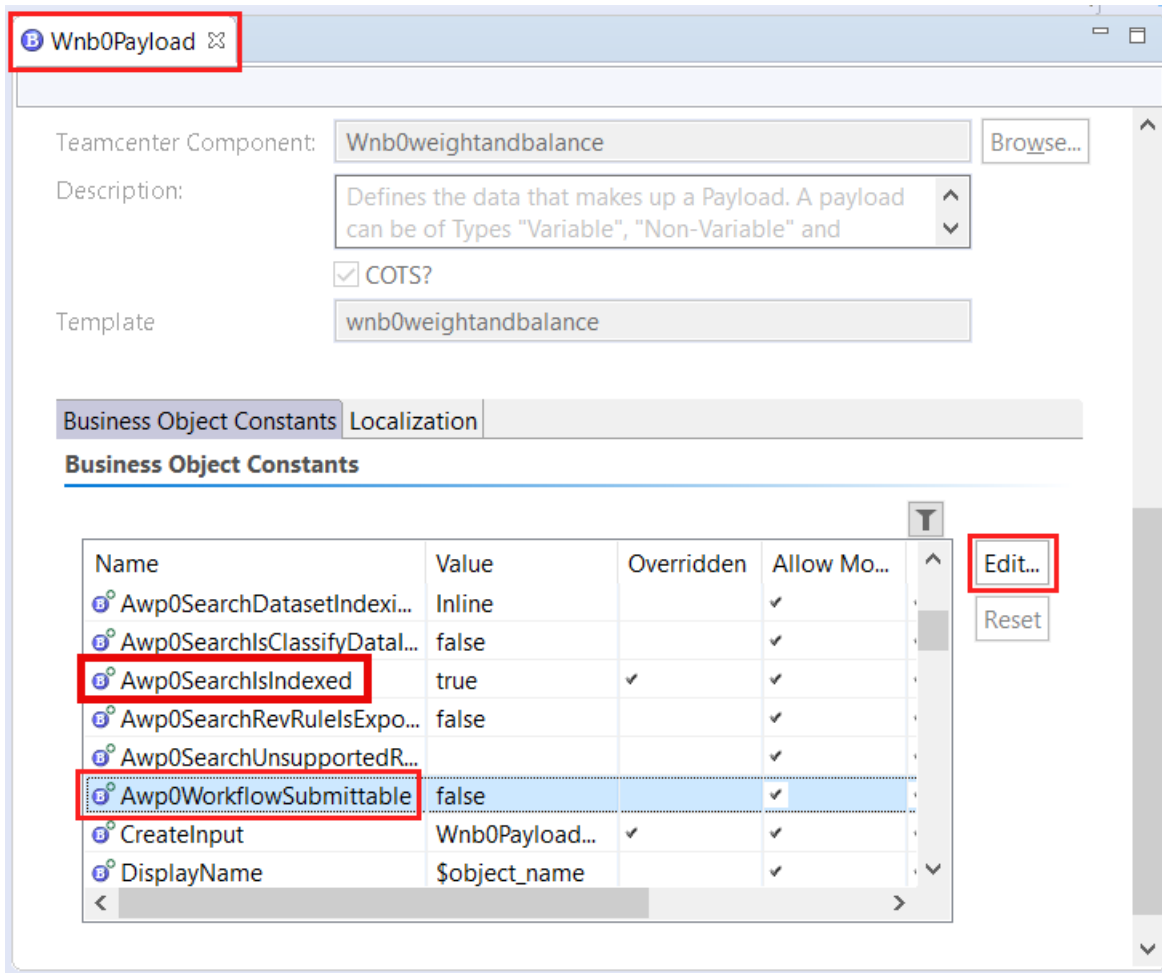 Wnb0Payload
Teamcenter Component: Wnb0weightandbalance Browse...
Description: Defines the data that makes up a Payload. A payload
can be of Types "Variable", "Non-Variable" and
COTS?
Template wnb0weightandbalance
Business Object Constants Localization
Business Object Constants
Name Value Overridden Allow Mo... Edit...
Awp0SearchDatasetIndexi... Inline
Reset
Awp0SearchIsClassifyDataI... false
Awp0SearchIsIndexed true
Awp0SearchRevRuleIsExpo... false
Awp0SearchUnsupportedR...
Awp0WorkflowSubmittable false
CreateInput Wnb0Payload...
DisplayName $object_name